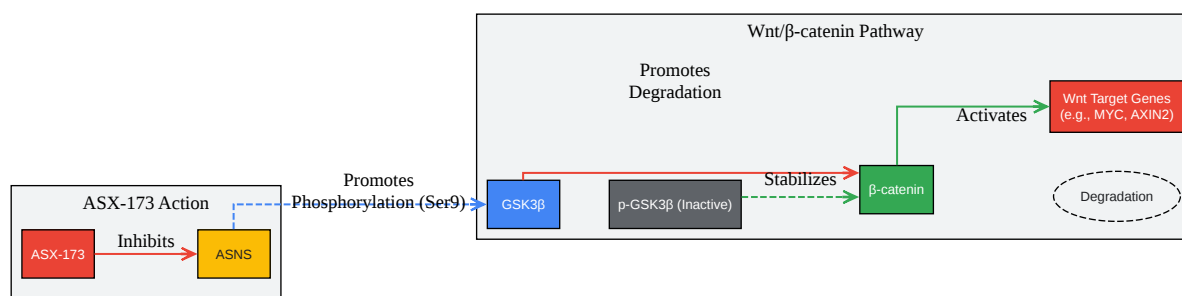 Wnt/β-catenin Pathway
Promotes
Degradation
Wnt Target Genes
(e.g., MYC, AXIN2)
Activates
Promotes
Phosphorylation (Ser9)
Stabilizes
GSK3β
p-GSK3β (Inactive)
β-catenin
Degradation
ASX-173 Action
Inhibits
ASX-173
ASNS